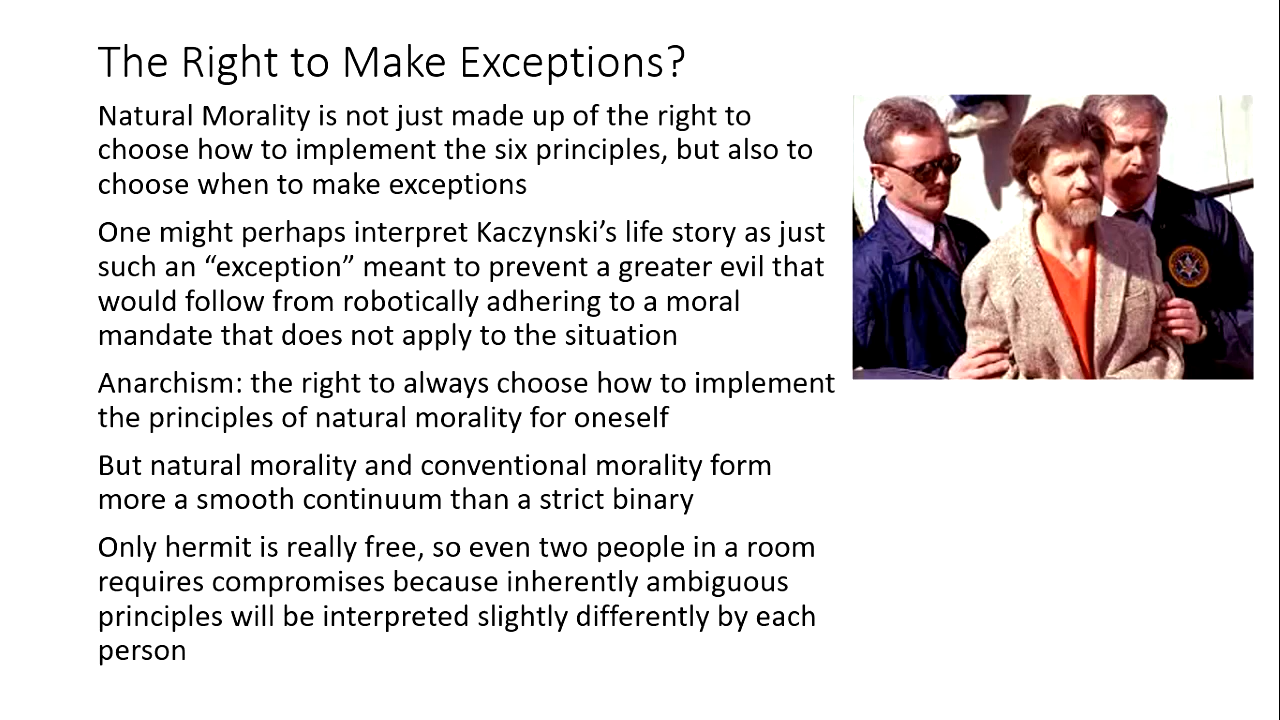 The Right to Make Exceptions?
Natural Morality is not just made up of the right to
choose how to implement the six principles, but also to
choose when to make exceptions
One might perhaps interpret Kaczynski’s life story as just
such an “exception” meant to prevent a greater evil that
would follow from robotically adhering to a moral
mandate that does not apply to the situation
Anarchism: the right to always choose how to implement
the principles of natural morality for oneself
But natural morality and conventional morality form
more a smooth continuum than a strict binary
Only hermit is really free, so even two people in a room
requires compromises because inherently ambiguous
principles will be interpreted slightly differently by each
person